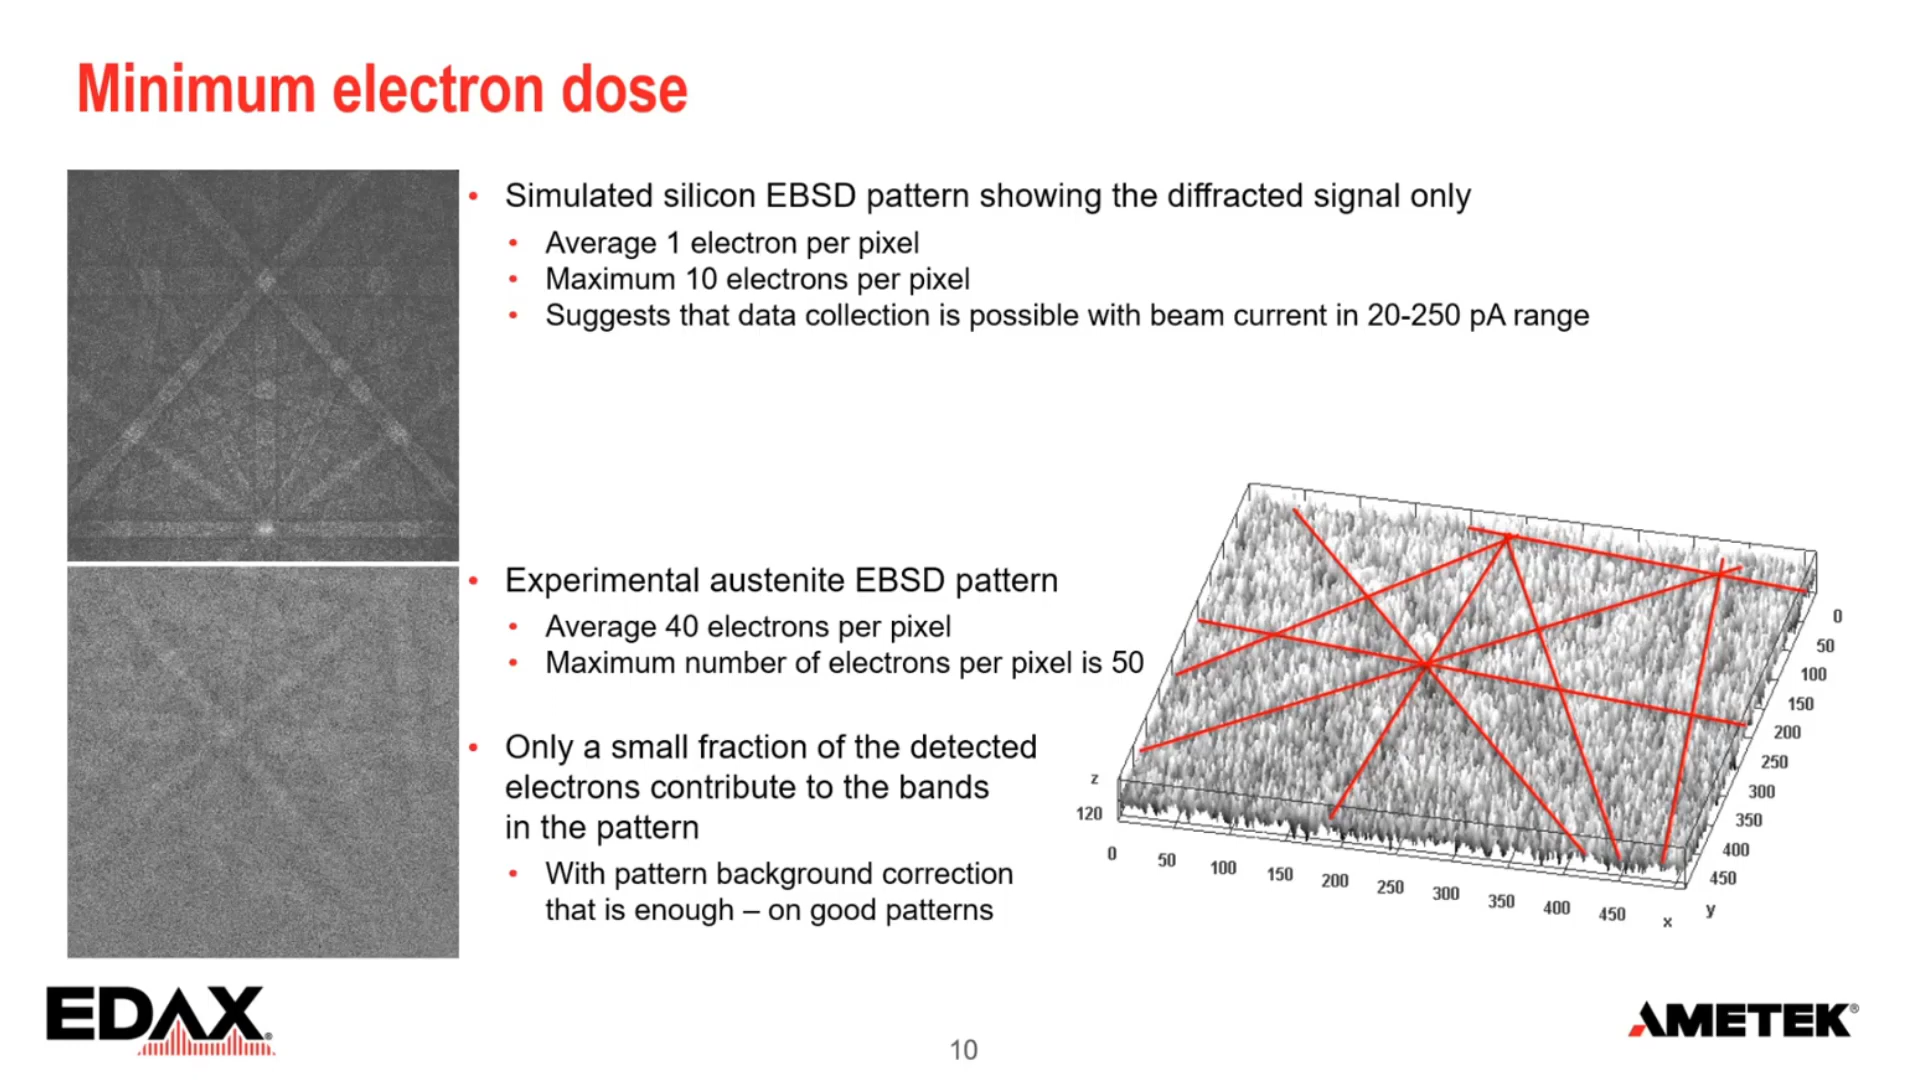 Minimum electron dose
• Simulated silicon EBSD pattern showing the diffracted signal only
• Average 1 electron per pixel
• Maximum 10 electrons per pixel
• Suggests that data collection is possible with beam current in 20-250 pA range
• Experimental austenite EBSD pattern
• Average 40 electrons per pixel
• Maximum number of electrons per pixel is 50
• Only a small fraction of the detected
electrons contribute to the bands
in the pattern
• With pattern background correction
that is enough – on good patterns
z
120
0
50
100
150
200
250
300
350
400
450
x
0
50
100
150
200
250
300
350
400
450
y
EDAX®
10
AMETEK®